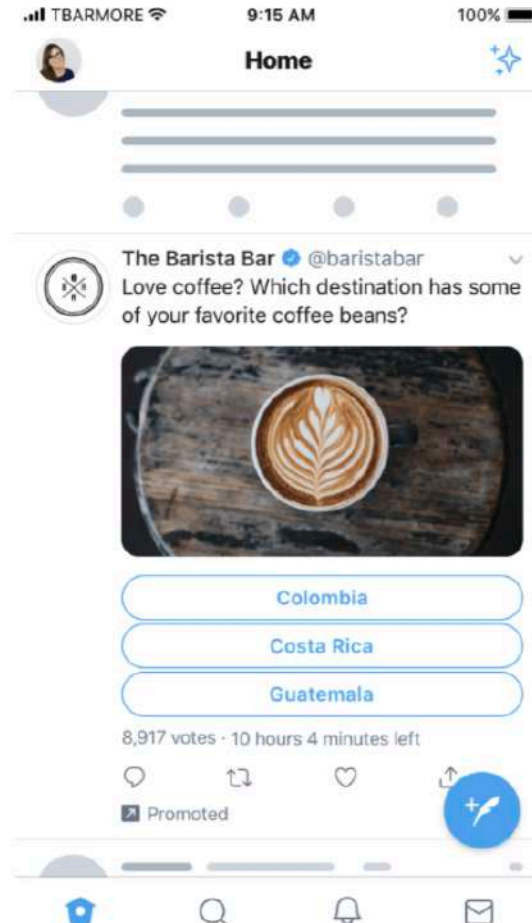 TBARMORE 9:15 AM 100%
Home
The Barista Bar @baristabar
Love coffee? Which destination has some
of your favorite coffee beans?
Colombia
Costa Rica
Guatemala
8,917 votes · 10 hours 4 minutes left
Promoted